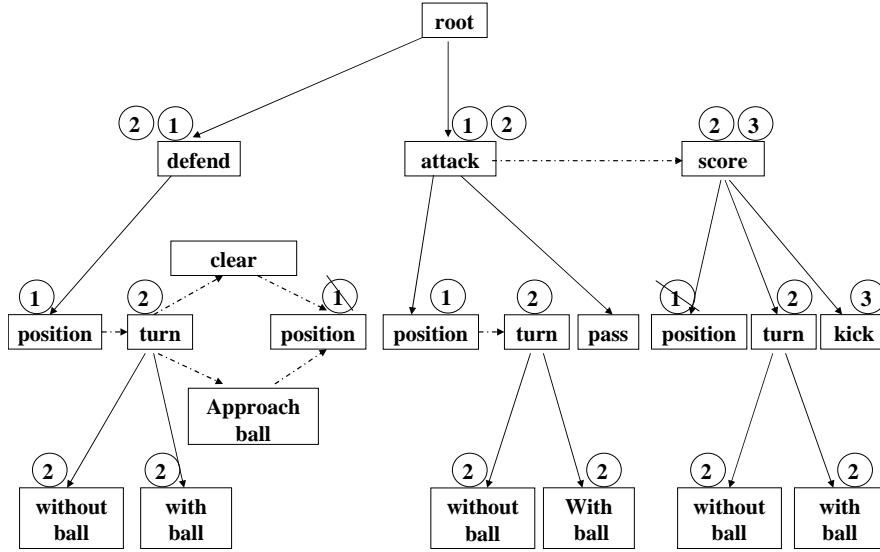 root
2 1
1 2
2 3
defend
attack
score
clear
1
2
1
1
2
1
2
3
position
turn
position
position
turn
pass
position
turn
kick
Approach
ball
2
2
2
2
2
2
without
ball
with
ball
without
ball
With
ball
without
ball
with
ball